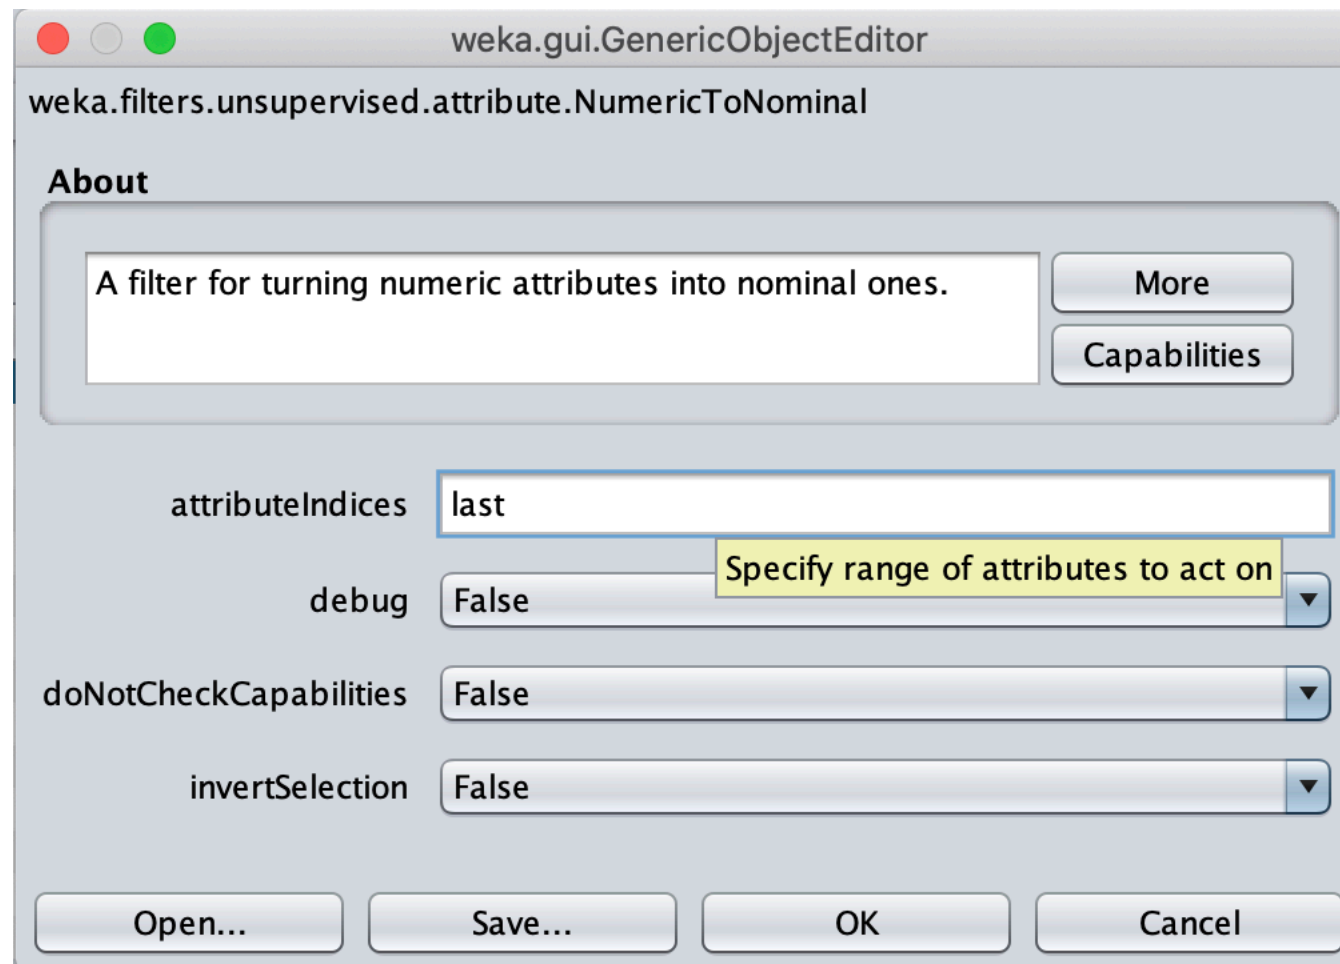 weka.gui.GenericObjectEditor
weka.filters.unsupervised.attribute.NumericToNominal
About
A filter for turning numeric attributes into nominal ones.
More
Capabilities
attributeIndices last
Specify range of attributes to act on
debug False
doNotCheckCapabilities False
invertSelection False
Open... Save... OK Cancel